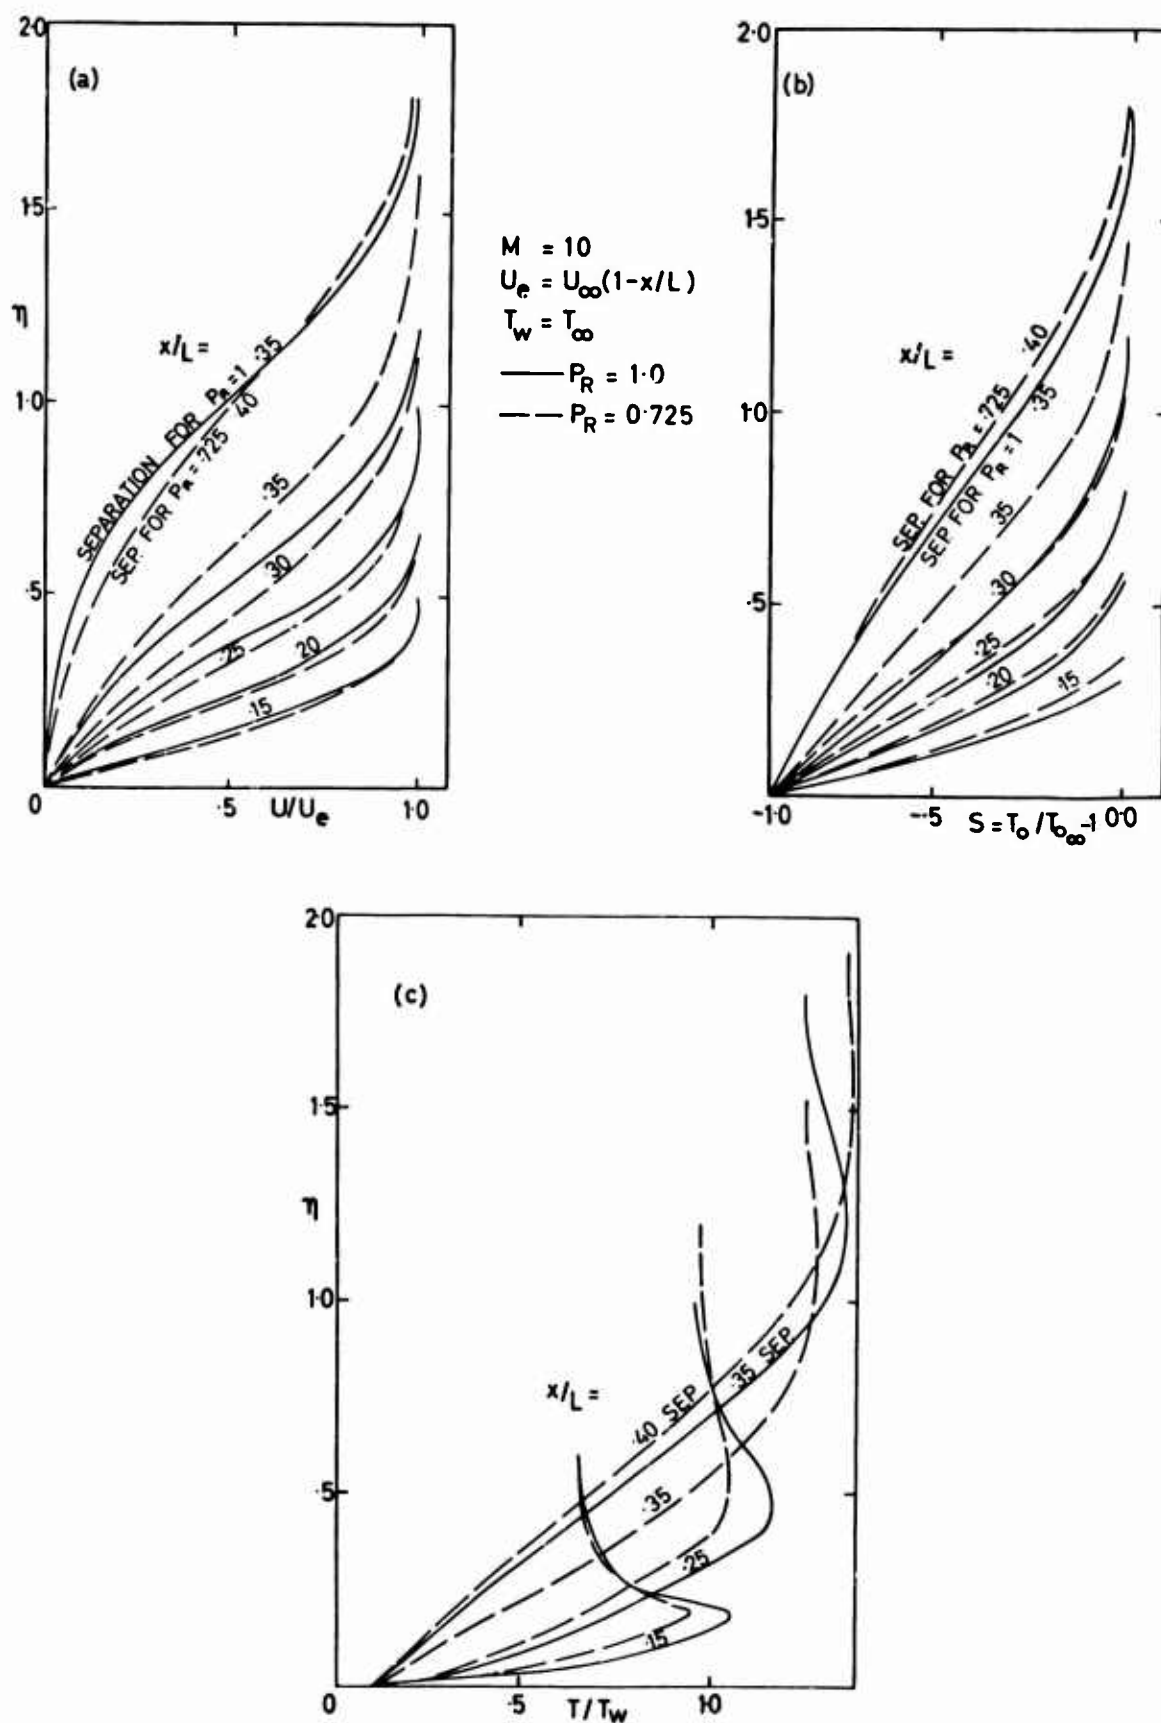 2·0
(a)
1·5
η
x/L =
1·0
·5
0
·5
U/Ue
1·0
SEPARATION FOR PR = 1 ·35
SEP. FOR PR = ·725 ·40
·35
·30
·25
·20
·15
M = 10
Ue = U∞(1-x/L)
Tw = T∞
PR = 1·0
PR = 0·725
2·0
(b)
1·5
x/L =
1·0
·5
-1·0
-·5
S = To/To∞-1
0·0
SEP FOR PR = ·725 ·40
SEP FOR PR = 1 ·35
·35
·30
·25
·20
·15
2·0
(c)
1·5
η
1·0
x/L =
·5
0
·5
T/Tw
1·0
·40 SEP
·35 SEP
·35
·25
·15